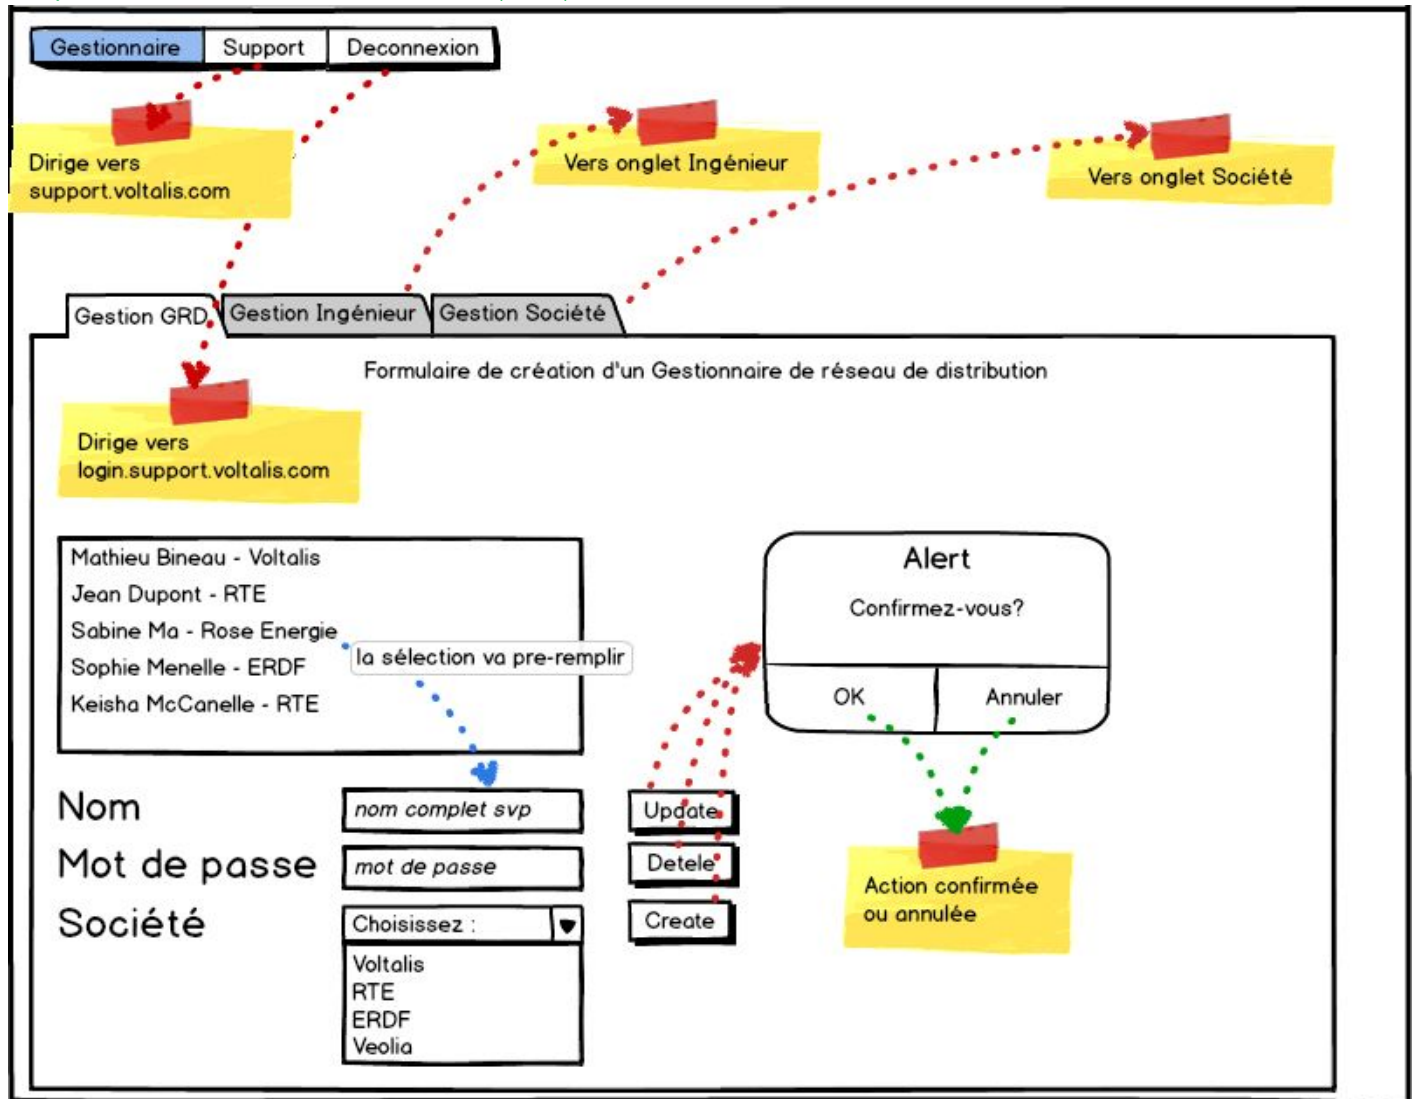 Gestionnaire Support Deconnexion
Dirige vers
support.voltalis.com
Vers onglet Ingénieur
Vers onglet Société
Gestion GRD Gestion Ingénieur Gestion Société
Formulaire de création d'un Gestionnaire de réseau de distribution
Dirige vers
login.support.voltalis.com
Mathieu Bineau - Voltalis
Jean Dupont - RTE
Sabine Ma - Rose Energie
Sophie Menelle - ERDF
Keisha McCanelle - RTE
la sélection va pre-remplir
Alert
Confirmez-vous?
OK Annuler
Nom nom complet svp Update
Mot de passe mot de passe Detele
Société Choisissez : Create
Voltalis
RTE
ERDF
Veolia
Action confirmée
ou annulée